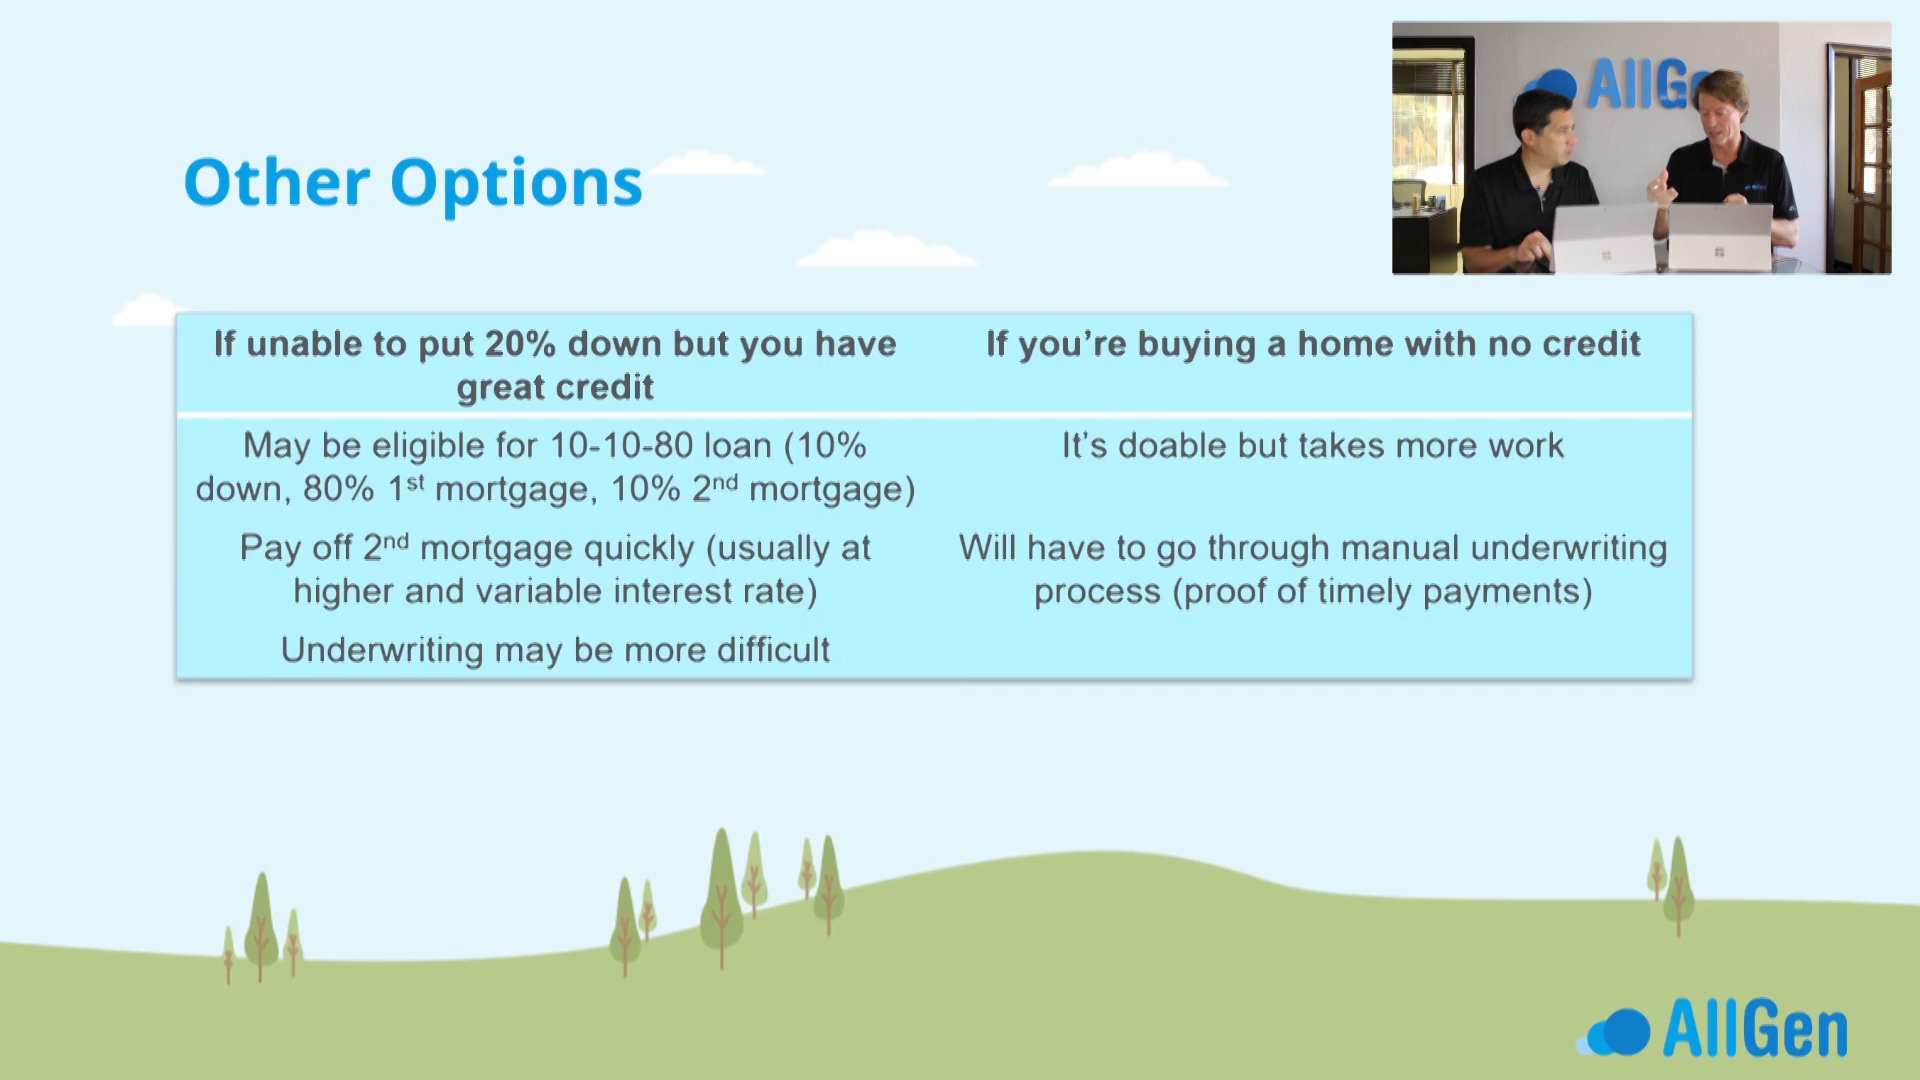 AllGen
Other Options
If unable to put 20% down but you have
great credit
If you’re buying a home with no credit
May be eligible for 10-10-80 loan (10%
down, 80% 1st mortgage, 10% 2nd mortgage)
It’s doable but takes more work
Pay off 2nd mortgage quickly (usually at
higher and variable interest rate)
Will have to go through manual underwriting
process (proof of timely payments)
Underwriting may be more difficult
AllGen